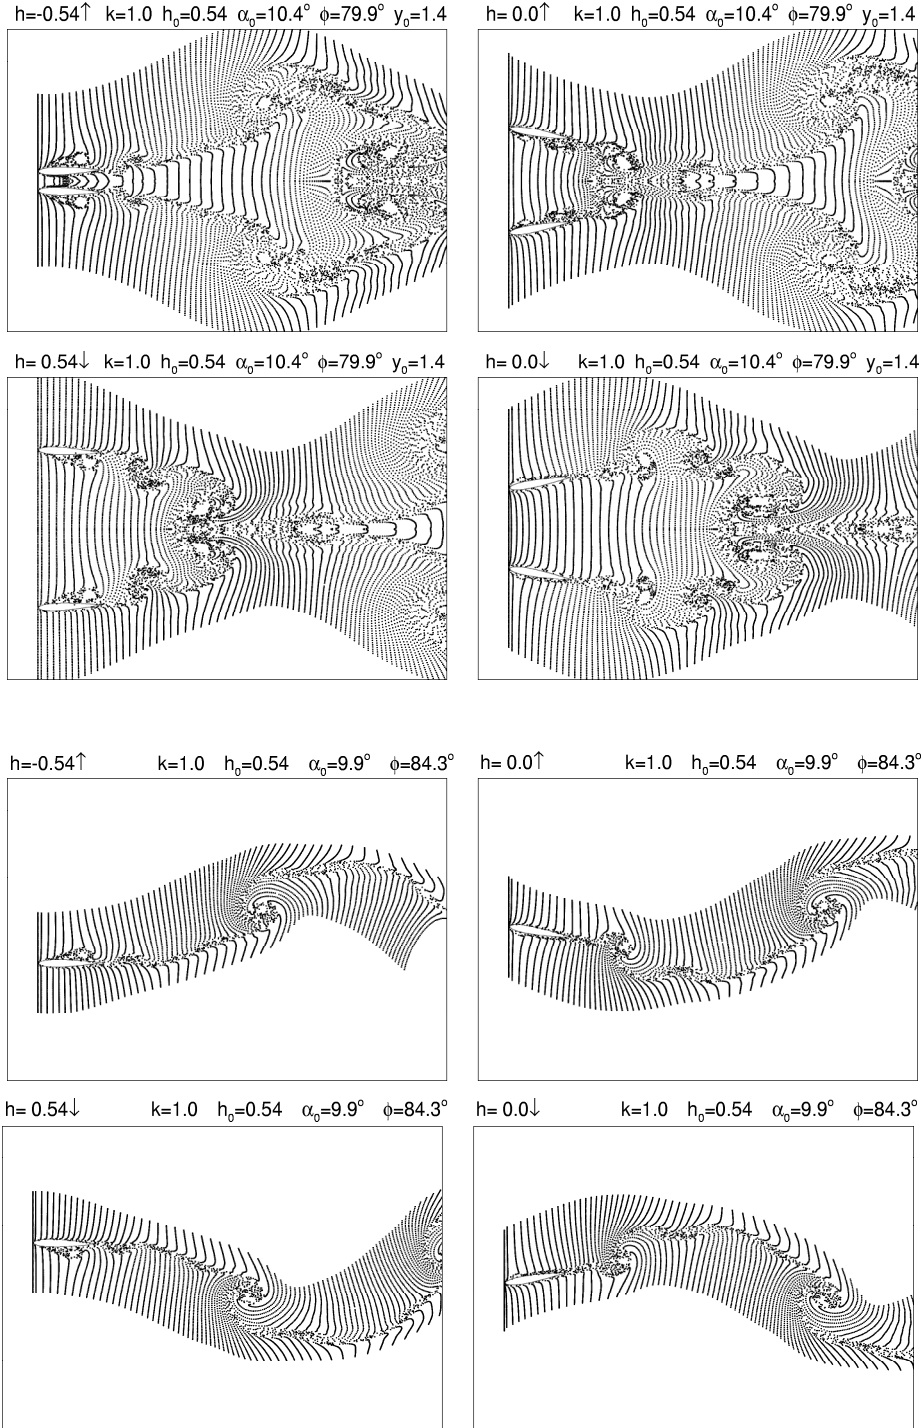 h=-0.54↑ k=1.0 h₀=0.54 α₀=10.4° ϕ=79.9° y₀=1.4
h= 0.0↑ k=1.0 h₀=0.54 α₀=10.4° ϕ=79.9° y₀=1.4
h= 0.54↓ k=1.0 h₀=0.54 α₀=10.4° ϕ=79.9° y₀=1.4
h= 0.0↓ k=1.0 h₀=0.54 α₀=10.4° ϕ=79.9° y₀=1.4
h=-0.54↑ k=1.0 h₀=0.54 α₀=9.9° ϕ=84.3°
h= 0.0↑ k=1.0 h₀=0.54 α₀=9.9° ϕ=84.3°
h= 0.54↓ k=1.0 h₀=0.54 α₀=9.9° ϕ=84.3°
h= 0.0↓ k=1.0 h₀=0.54 α₀=9.9° ϕ=84.3°